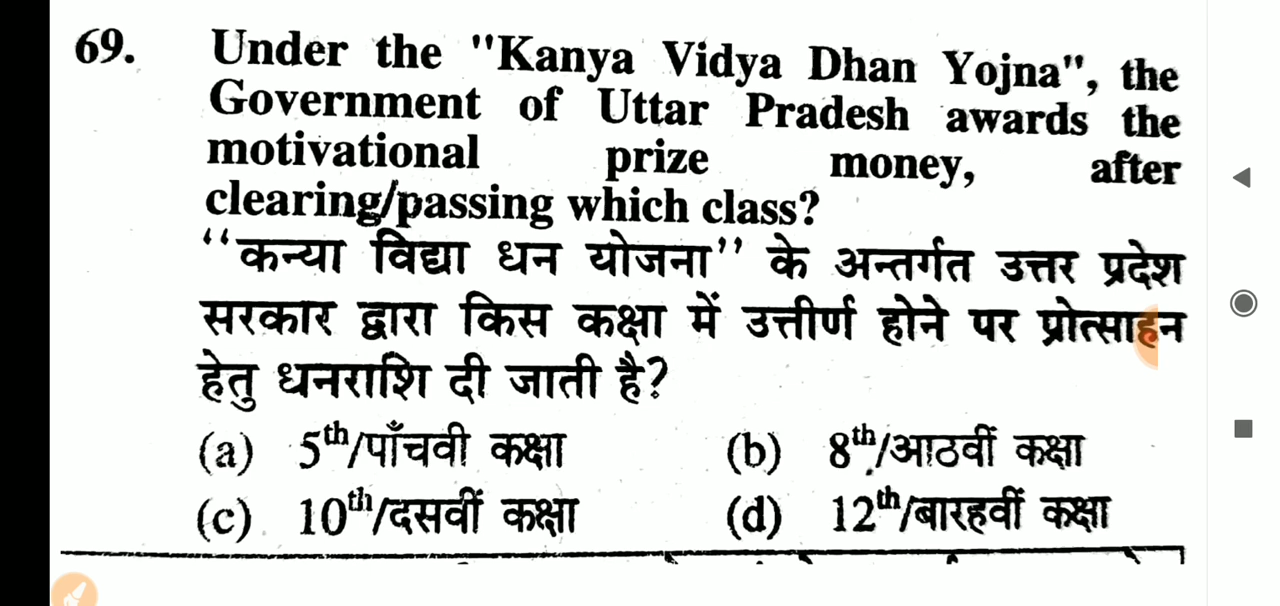 69. Under the "Kanya Vidya Dhan Yojna", the
Government of Uttar Pradesh awards the
motivational prize money, after
clearing/passing which class?
‘‘कन्या विद्या धन योजना’’ के अन्तर्गत उत्तर प्रदेश
सरकार द्वारा किस कक्षा में उत्तीर्ण होने पर प्रोत्साहन
हेतु धनराशि दी जाती है?
(a) 5th/पाँचवी कक्षा (b) 8th/आठवीं कक्षा
(c) 10th/दसवीं कक्षा (d) 12th/बारहवीं कक्षा